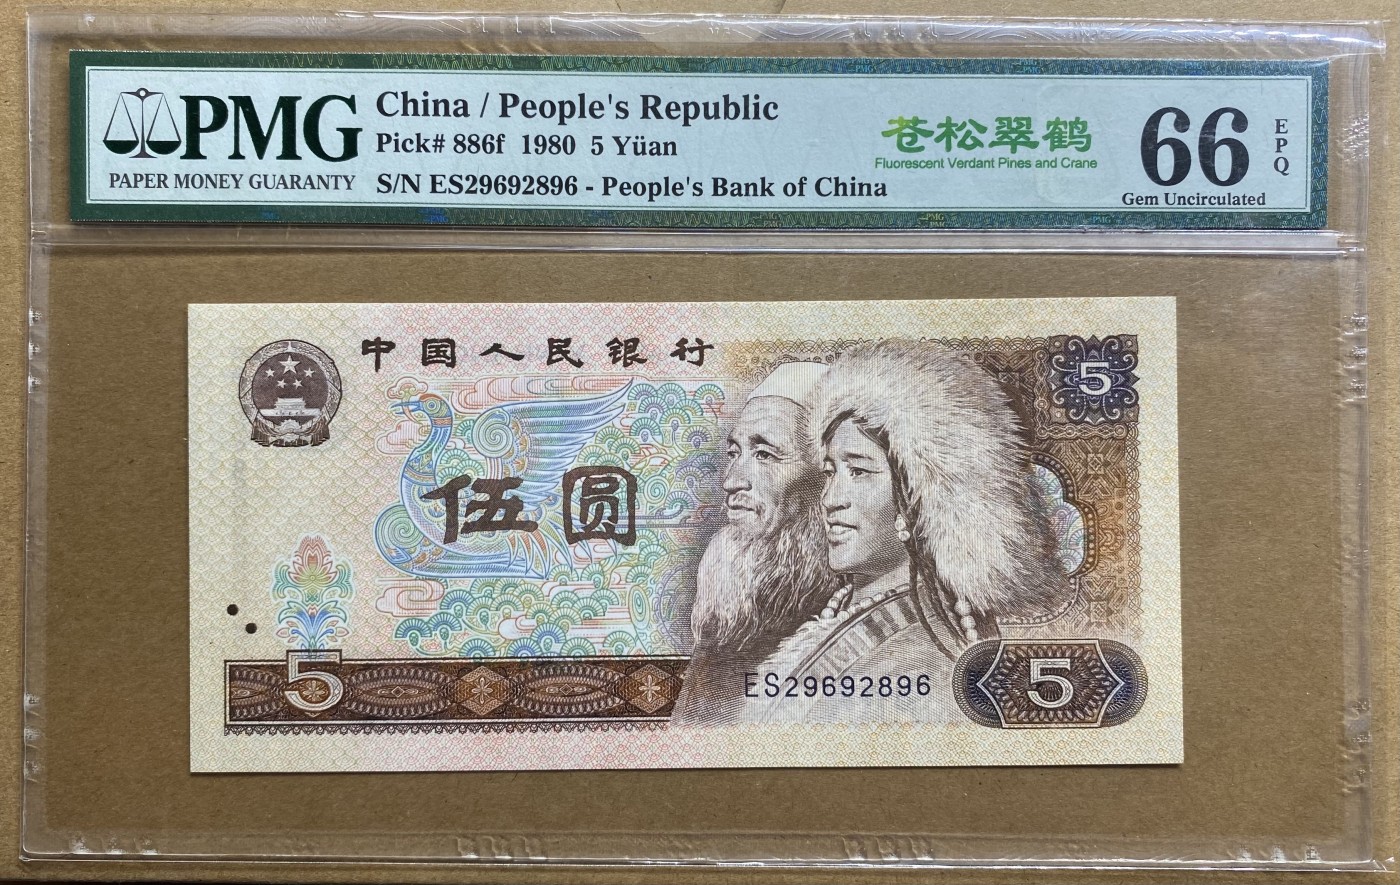 PMG
PAPER MONEY GUARANTY
China / People's Republic
Pick# 886f 1980 5 Yüan
S/N ES29692896 - People's Bank of China
苍松翠鹤
Fluorescent Verdant Pines and Crane
66
EPQ
Gem Uncirculated
中国人民银行
5
伍圆
5
ES29692896
5